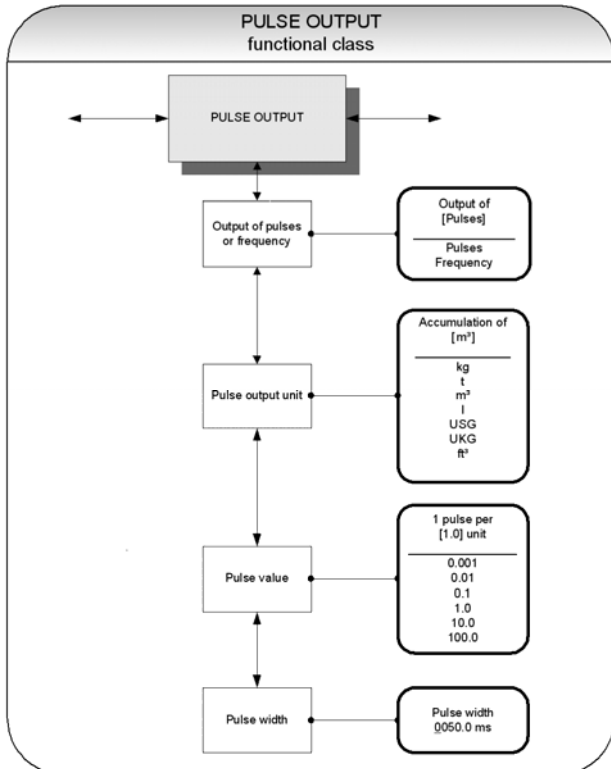 PULSE OUTPUT
functional class
PULSE OUTPUT
Output of pulses
or frequency
Output of
[Pulses]
Pulses
Frequency
Pulse output unit
Accumulation of
[m³]
kg
t
m³
l
USG
UKG
ft³
Pulse value
1 pulse per
[1.0] unit
0.001
0.01
0.1
1.0
10.0
100.0
Pulse width
Pulse width
0050.0 ms